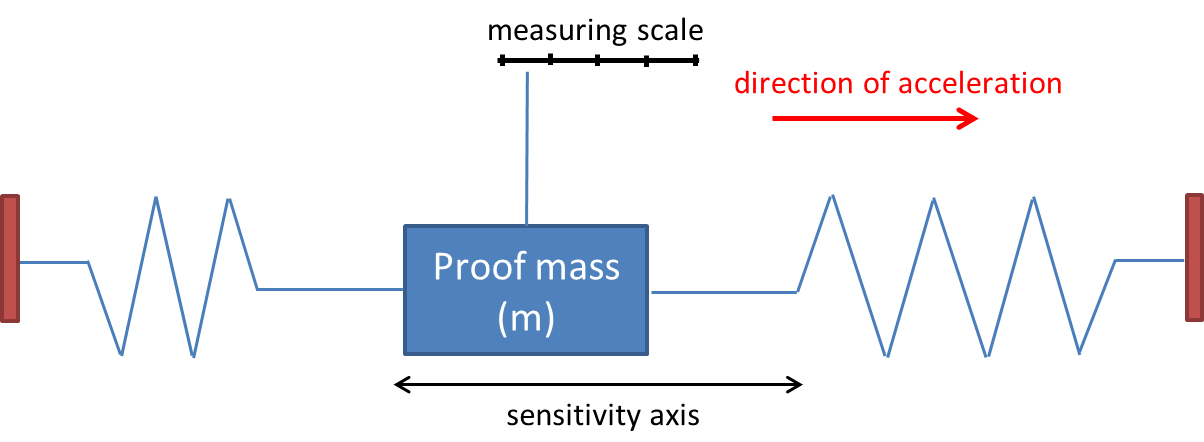 measuring scale
direction of acceleration
Proof mass
(m)
sensitivity axis